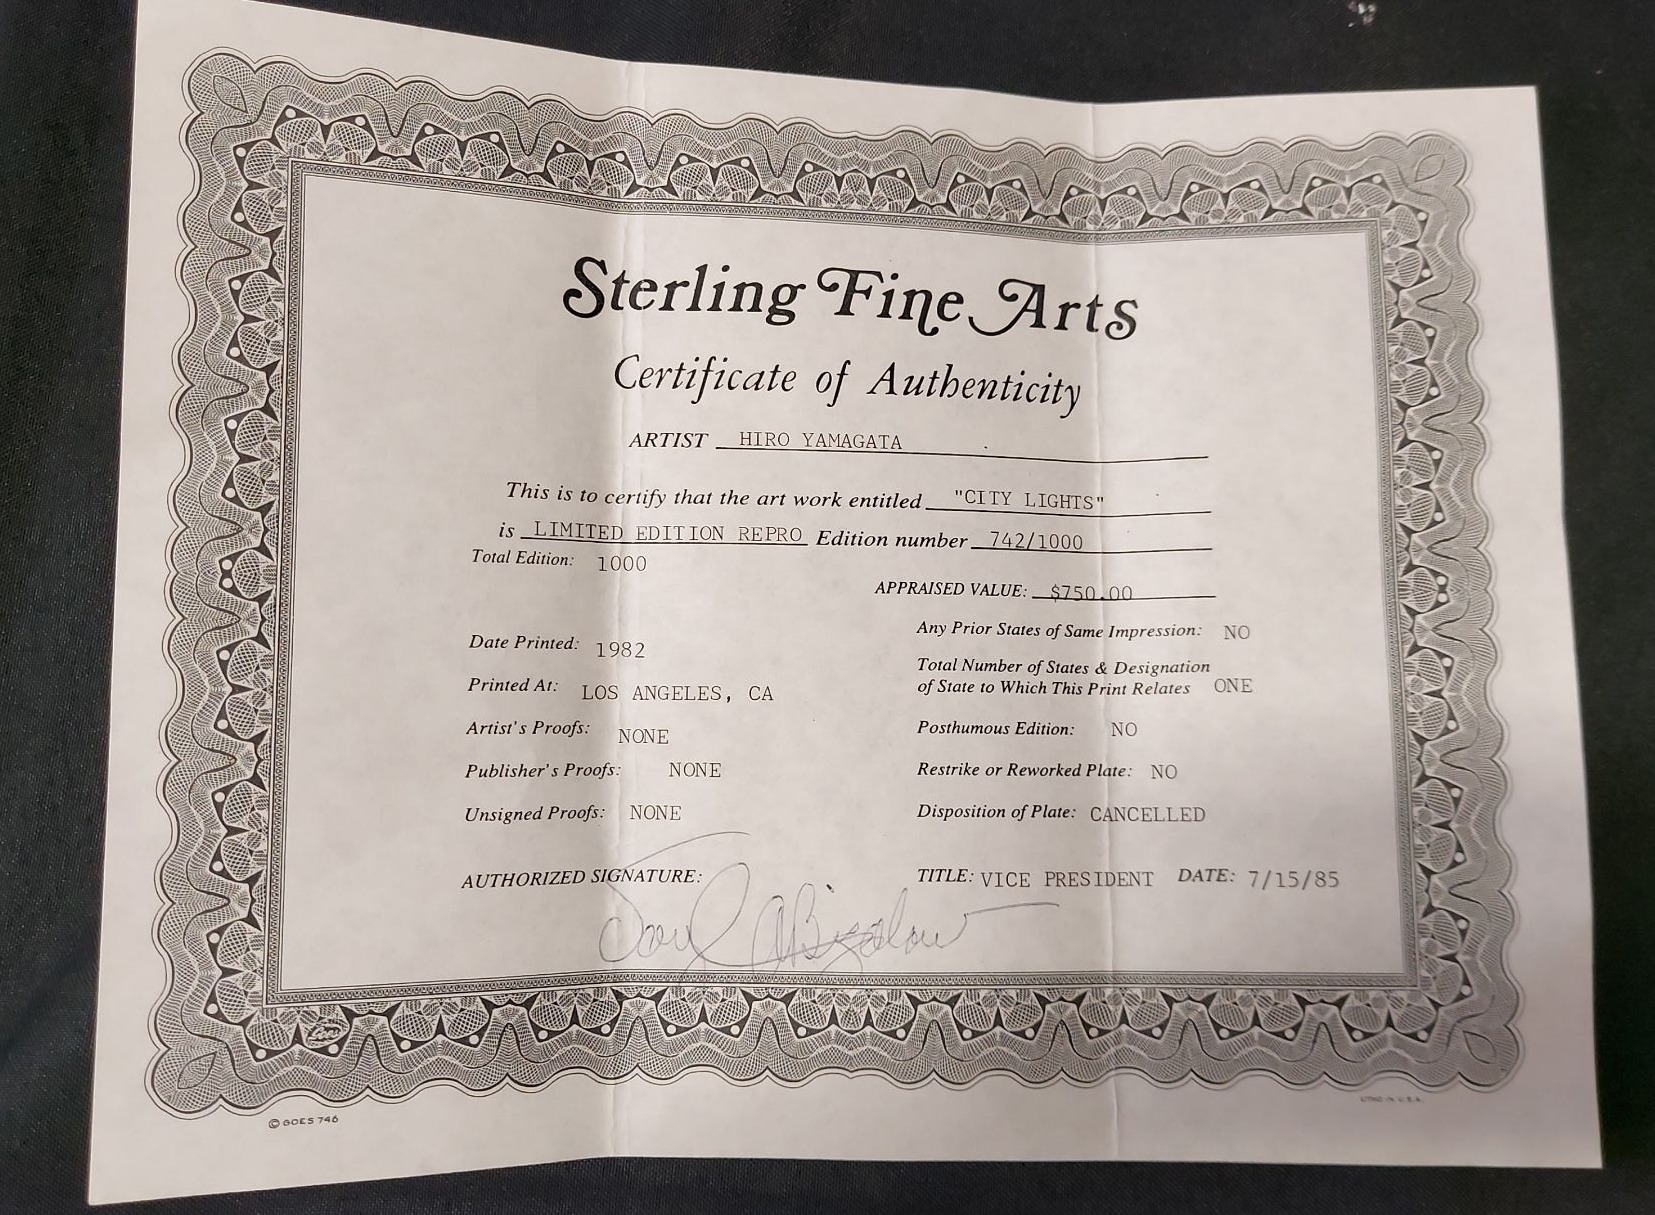 Sterling Fine Arts
Certificate of Authenticity
ARTIST HIRO YAMAGATA
This is to certify that the art work entitled "CITY LIGHTS"
is LIMITED EDITION REPRO Edition number 742/1000
Total Edition: 1000
APPRAISED VALUE: $750.00
Date Printed: 1982
Printed At: LOS ANGELES, CA
Artist's Proofs: NONE
Publisher's Proofs: NONE
Unsigned Proofs: NONE
Any Prior States of Same Impression: NO
Total Number of States & Designation
of State to Which This Print Relates ONE
Posthumous Edition: NO
Restrike or Reworked Plate: NO
Disposition of Plate: CANCELLED
AUTHORIZED SIGNATURE:
TITLE: VICE PRESIDENT DATE: 7/15/85
Goes
© GOES 746
LITHO IN U.S.A.